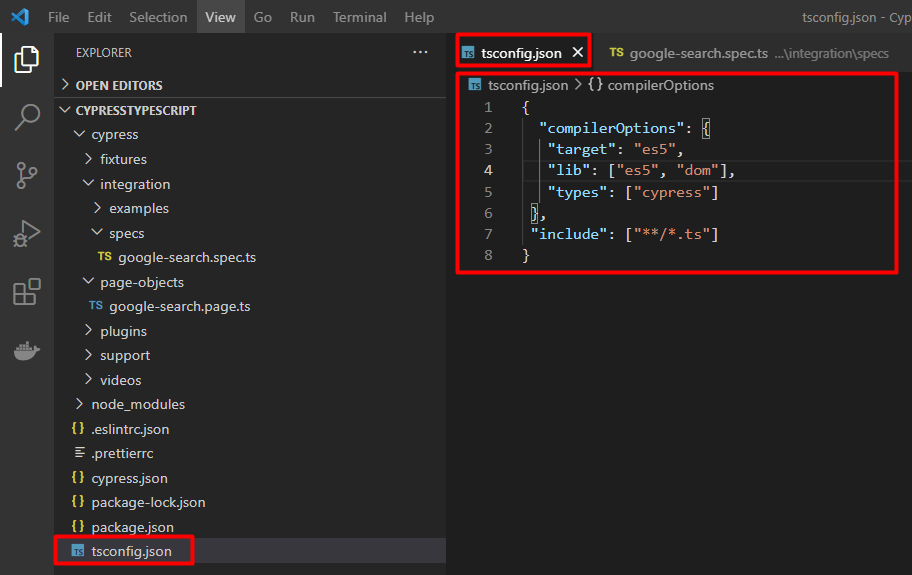 File Edit Selection View Go Run Terminal Help tsconfig.json - Cyp
EXPLORER ...
OPEN EDITORS
CYPRESSTYPESCRIPT
cypress
fixtures
integration
examples
specs
TS google-search.spec.ts
page-objects
TS google-search.page.ts
plugins
support
videos
node_modules
{} .eslintrc.json
.prettierrc
{} cypress.json
{} package-lock.json
{} package.json
TS tsconfig.json
TS tsconfig.json × TS google-search.spec.ts ...\integration\specs
TS tsconfig.json > {} compilerOptions
1 {
2 "compilerOptions": {
3 "target": "es5",
4 "lib": ["es5", "dom"],
5 "types": ["cypress"]
6 },
7 "include": ["**/*.ts"]
8 }